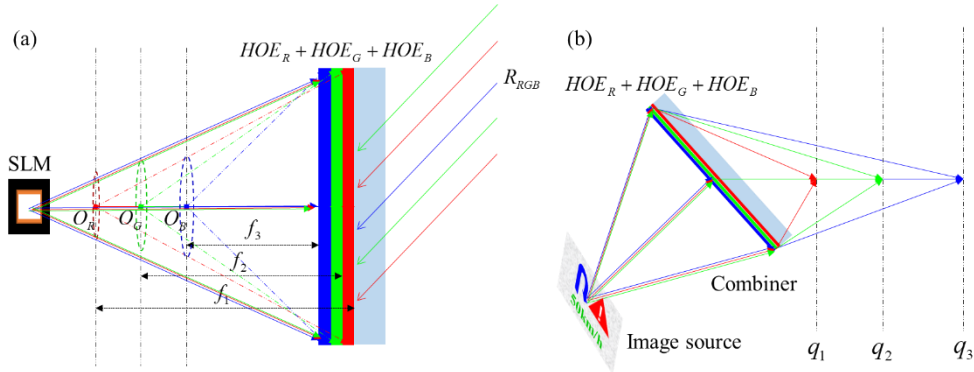 (a)
HOE_R + HOE_G + HOE_B
R_RGB
SLM
O_R O_G O_B
f_3
f_2
f_1
(b)
HOE_R + HOE_G + HOE_B
Combiner
Image source
q_1 q_2 q_3